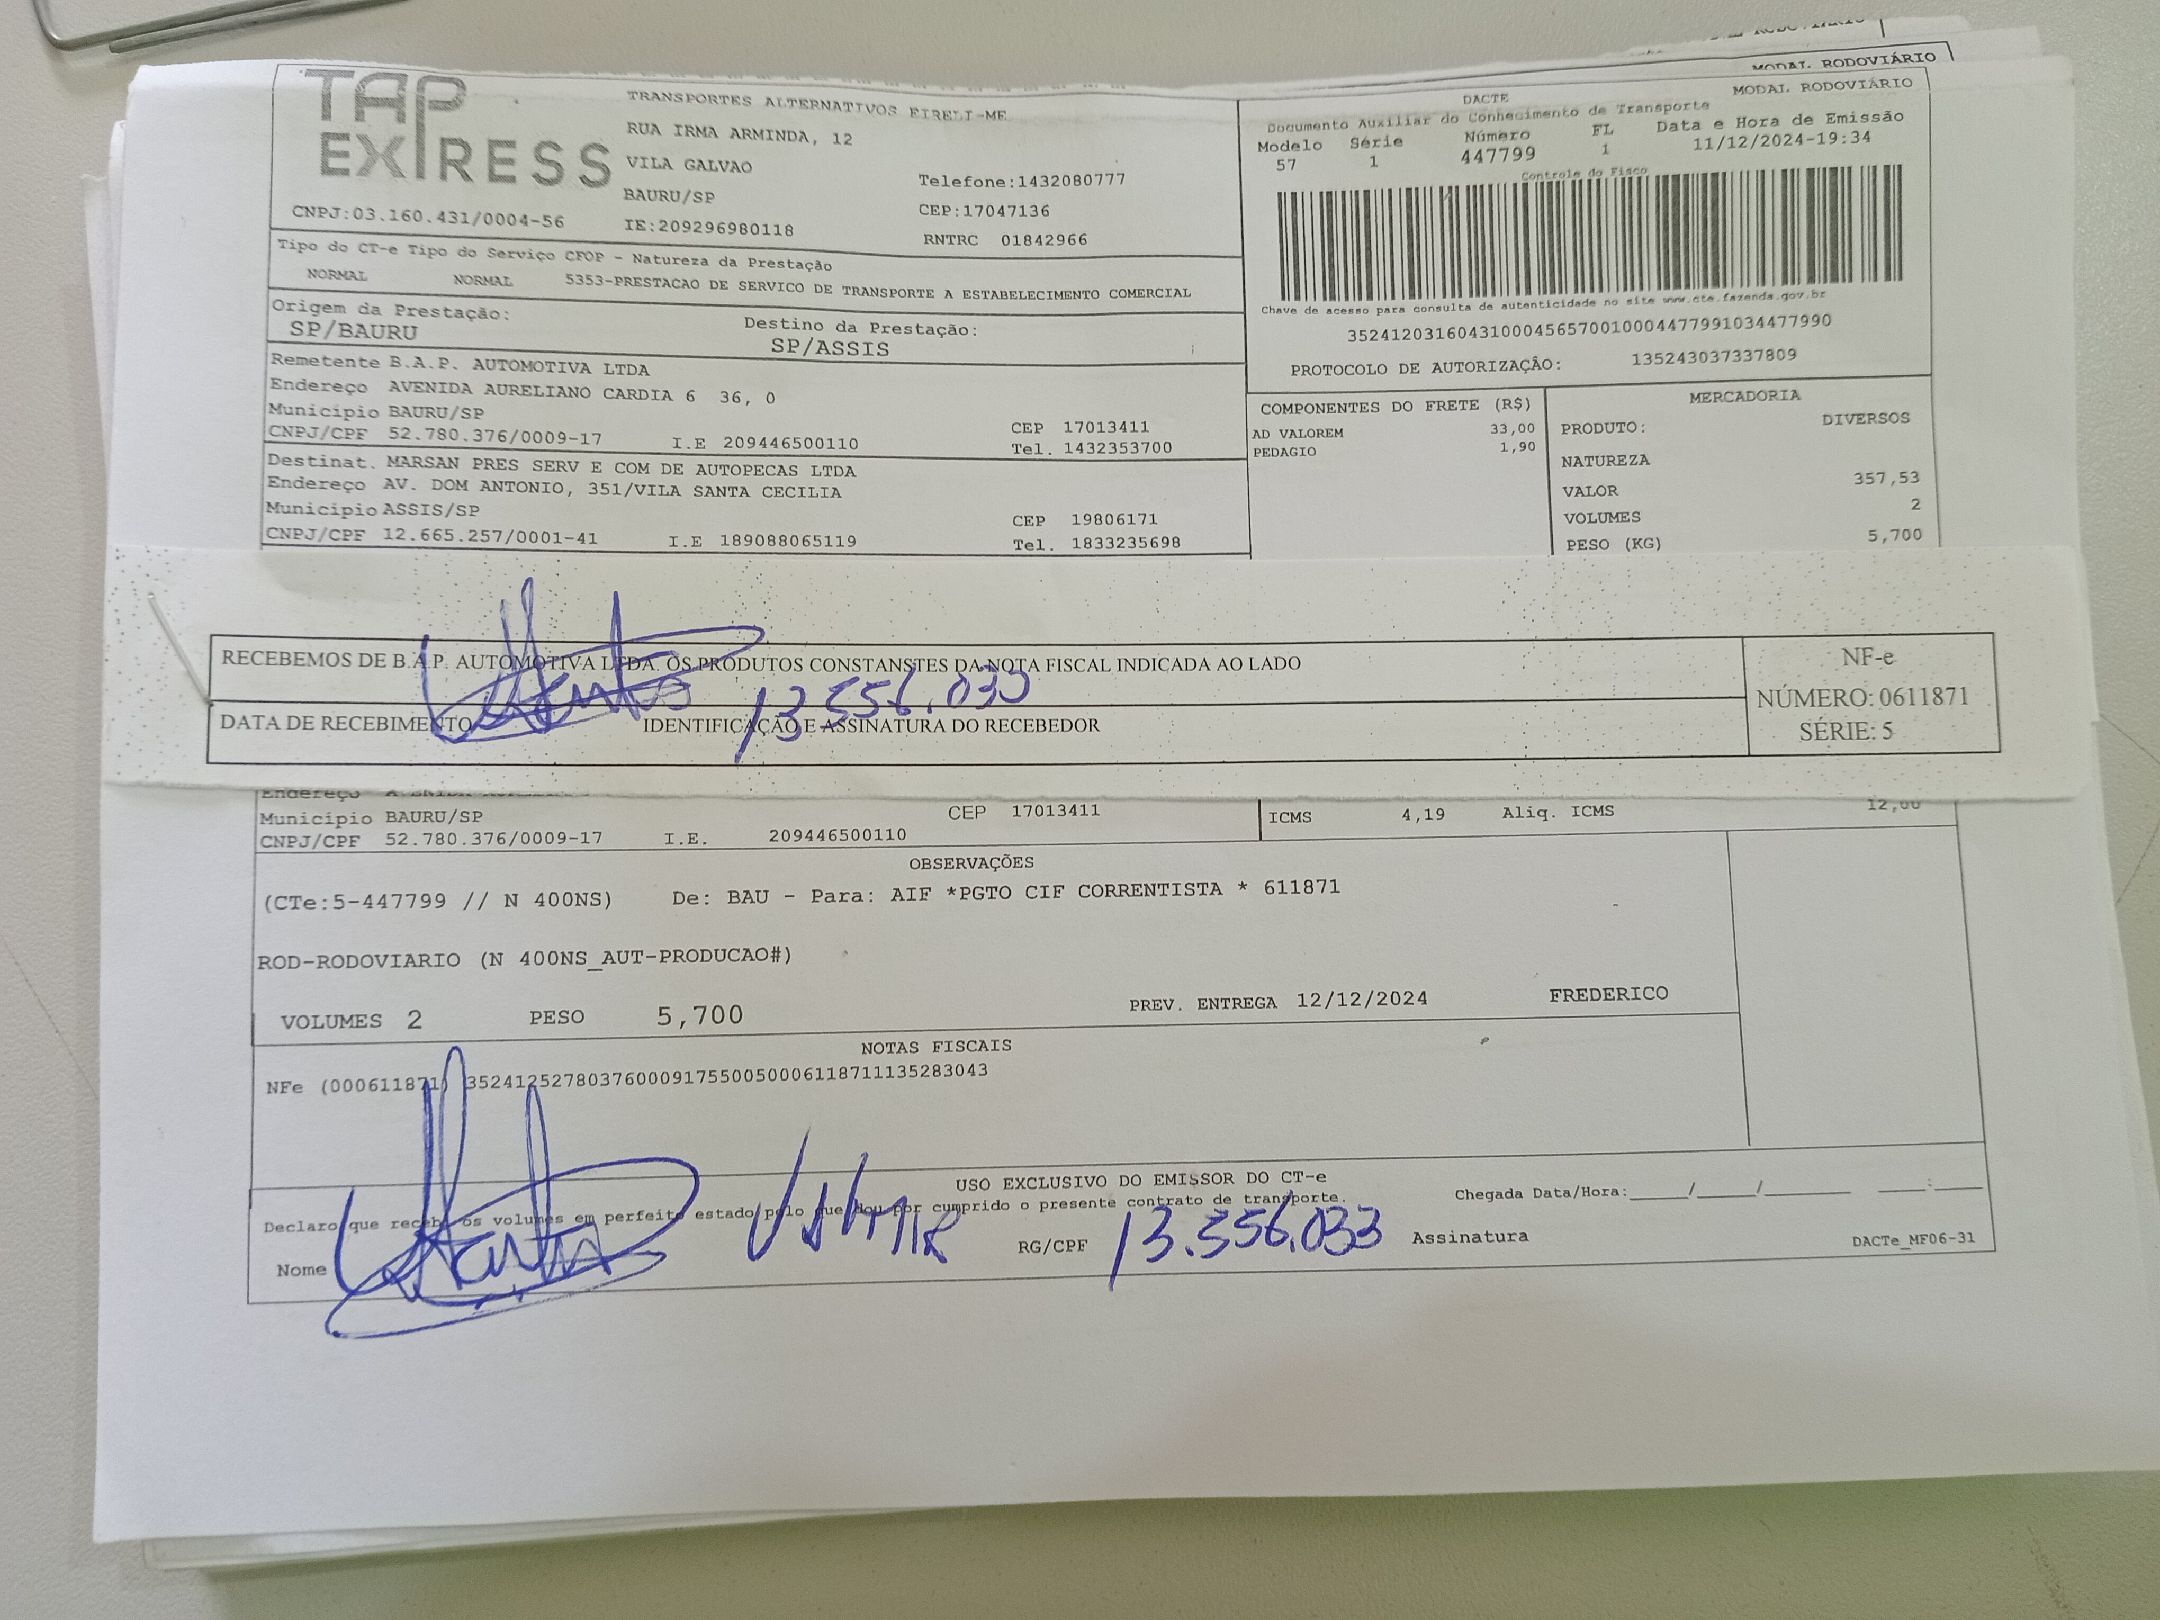 MODAL RODOVIÁRIO
TAP EXPRESS
TRANSPORTES ALTERNATIVOS EIRELI-ME
RUA IRMA ARMINDA, 12
VILA GALVAO
BAURU/SP
Telefone:1432080777
CEP:17047136
CNPJ:03.160.431/0004-56 IE:209296980118 RNTRC 01842966
DACTE MODAL RODOVIÁRIO
Documento Auxiliar do Conhecimento de Transporte
Modelo Série Número FL Data e Hora de Emissão
57 1 447799 1 11/12/2024-19:34
Controle do Fisco
Chave de acesso para consulta de autenticidade no site www.cte.fazenda.gov.br
35241203160431000456570010004477991034477990
PROTOCOLO DE AUTORIZAÇÃO: 135243037337809
Tipo do CT-e Tipo do Serviço CFOP - Natureza da Prestação
NORMAL NORMAL 5353-PRESTACAO DE SERVICO DE TRANSPORTE A ESTABELECIMENTO COMERCIAL
Origem da Prestação: Destino da Prestação:
SP/BAURU SP/ASSIS
Remetente B.A.P. AUTOMOTIVA LTDA
Endereço AVENIDA AURELIANO CARDIA 6 36, 0
Município BAURU/SP CEP 17013411
CNPJ/CPF 52.780.376/0009-17 I.E 209446500110 Tel. 1432353700
Destinat. MARSAN PRES SERV E COM DE AUTOPECAS LTDA
Endereço AV. DOM ANTONIO, 351/VILA SANTA CECILIA
Município ASSIS/SP CEP 19806171
CNPJ/CPF 12.665.257/0001-41 I.E 189088065119 Tel. 1833235698
COMPONENTES DO FRETE (R$)
AD VALOREM 33,00
PEDAGIO 1,90
MERCADORIA
PRODUTO: DIVERSOS
NATUREZA
VALOR 357,53
VOLUMES 2
PESO (KG) 5,700
RECEBEMOS DE B.A.P. AUTOMOTIVA LTDA. OS PRODUTOS CONSTANSTES DA NOTA FISCAL INDICADA AO LADO
13.556.033
DATA DE RECEBIMENTO IDENTIFICAÇÃO E ASSINATURA DO RECEBEDOR
NF-e
NÚMERO: 0611871
SÉRIE: 5
Endereço
Município BAURU/SP CEP 17013411
CNPJ/CPF 52.780.376/0009-17 I.E. 209446500110
ICMS 4,19 Aliq. ICMS 12,00
OBSERVAÇÕES
(CTe:5-447799 // N 400NS) De: BAU - Para: AIF *PGTO CIF CORRENTISTA * 611871
ROD-RODOVIARIO (N 400NS_AUT-PRODUCAO#)
VOLUMES 2 PESO 5,700 PREV. ENTREGA 12/12/2024 FREDERICO
NOTAS FISCAIS
NFe (000611871) 35241252780376000917550050006118711135283043
USO EXCLUSIVO DO EMISSOR DO CT-e
Declaro que recebi os volumes em perfeito estado pelo que dou por cumprido o presente contrato de transporte. Chegada Data/Hora:____/____/________ ____:____
Nome RG/CPF 13.556.033 Assinatura DACTe_MF06-31